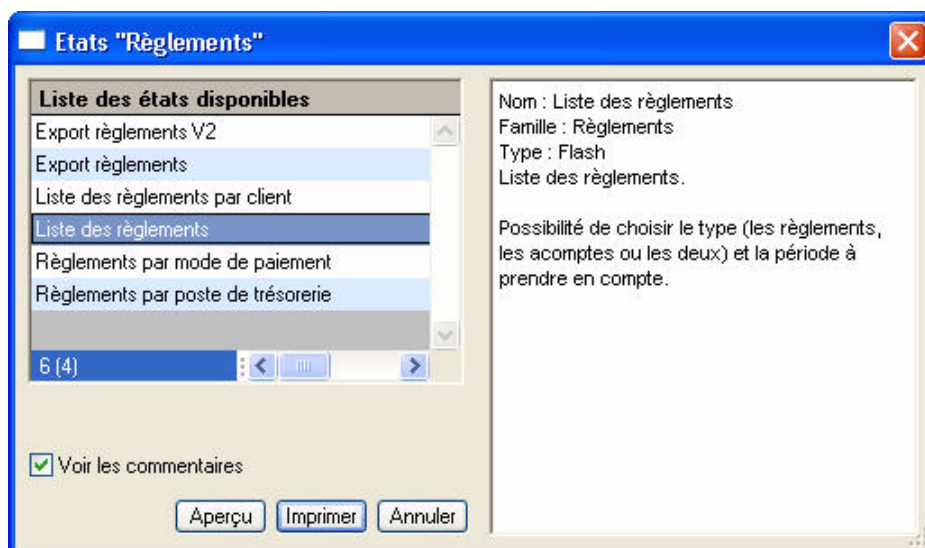 Etats "Règlements"
Liste des états disponibles
Export règlements V2
Export règlements
Liste des règlements par client
Liste des règlements
Règlements par mode de paiement
Règlements par poste de trésorerie
6 (4)
Voir les commentaires
Aperçu
Imprimer
Annuler
Nom : Liste des règlements
Famille : Règlements
Type : Flash
Liste des règlements.
Possibilité de choisir le type (les règlements,
les acomptes ou les deux) et la période à
prendre en compte.